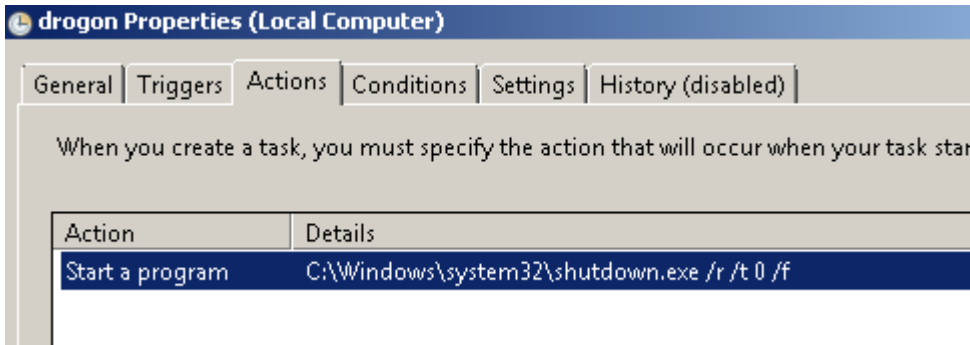 drogon Properties (Local Computer)
General Triggers Actions Conditions Settings History (disabled)
When you create a task, you must specify the action that will occur when your task star
Action Details
Start a program C:\Windows\system32\shutdown.exe /r /t 0 /f